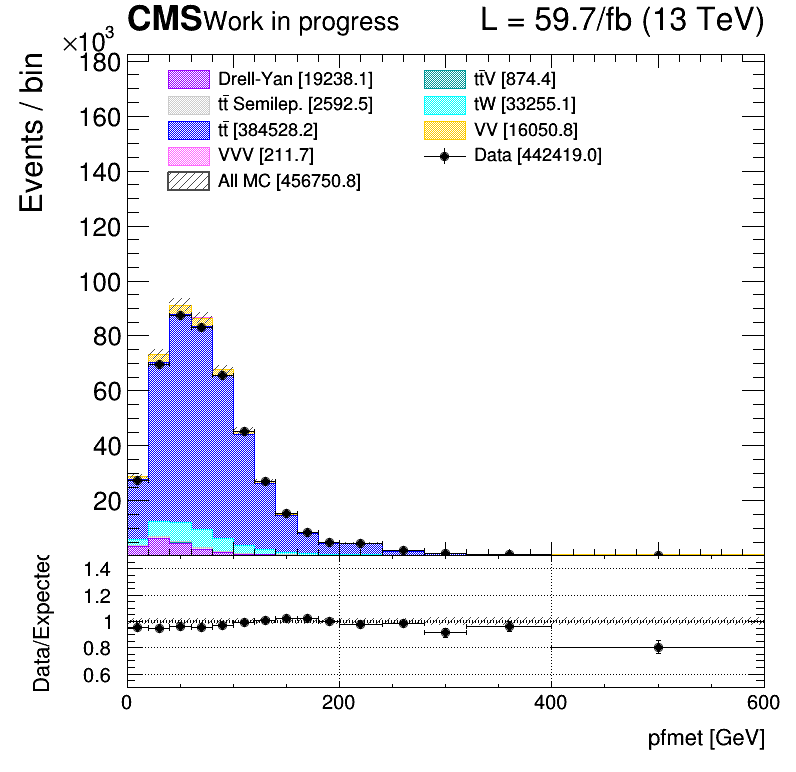 CMS Work in progress L = 59.7/fb (13 TeV)
×10³
Events / bin
180
160
140
120
100
80
60
40
20
Drell-Yan [19238.1]
tt̄ Semilep. [2592.5]
tt̄ [384528.2]
VVV [211.7]
All MC [456750.8]
tt̄V [874.4]
tW [33255.1]
VV [16050.8]
Data [442419.0]
Data/Expected
1.4
1.2
1
0.8
0.6
0 200 400 600
pfmet [GeV]